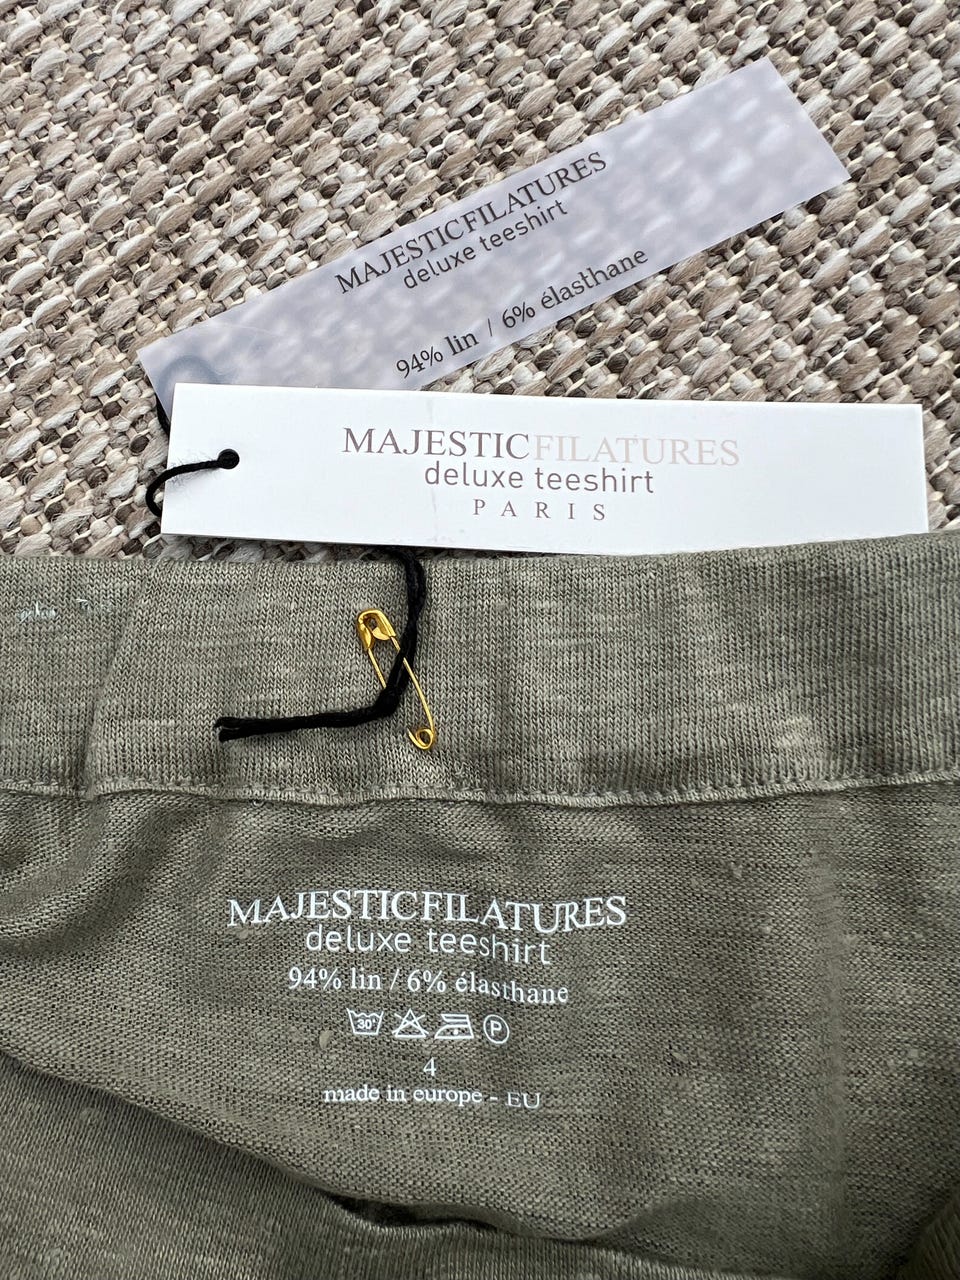 MAJESTICFILATURES
deluxe teeshirt
94% lin / 6% élasthane
MAJESTICFILATURES
deluxe teeshirt
PARIS
MAJESTICFILATURES
deluxe teeshirt
94% lin / 6% élasthane
30° P
4
made in europe - EU